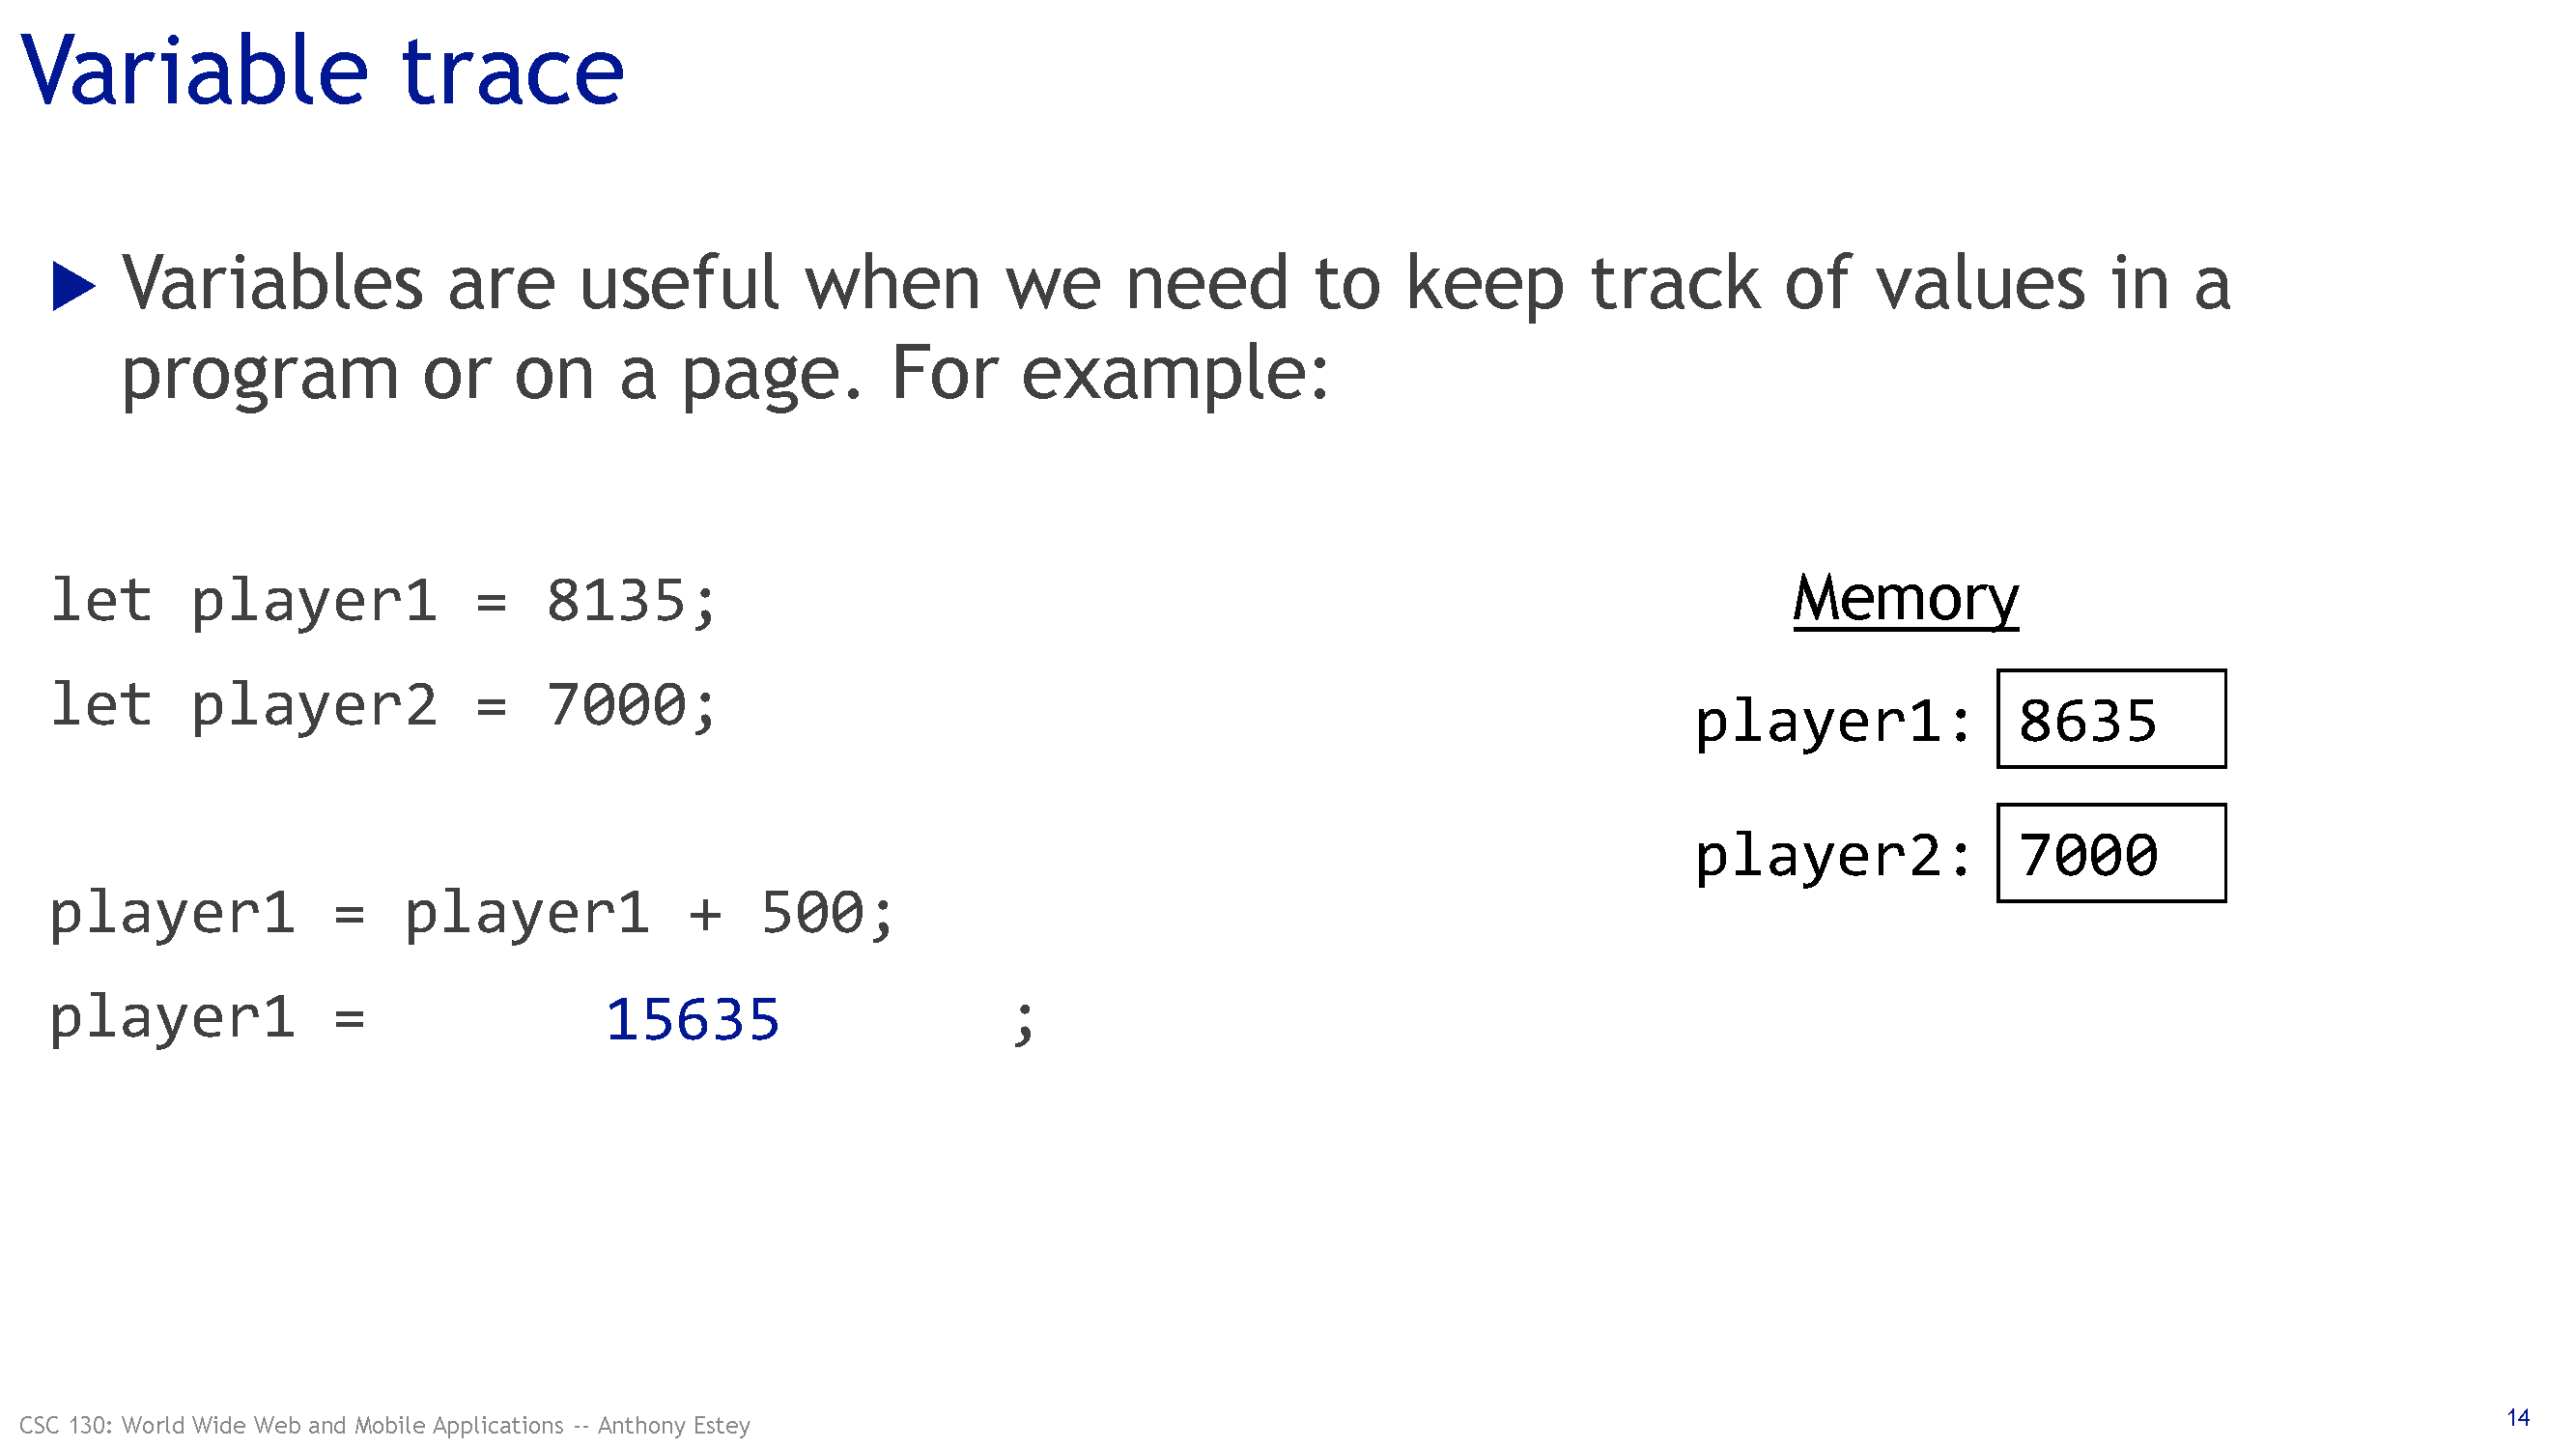 Variable trace
Variables are useful when we need to keep track of values in a
program or on a page. For example:
let player1 = 8135;
let player2 = 7000;
player1 = player1 + 500;
player1 = 15635 ;
Memory
player1: 8635
player2: 7000
CSC 130: World Wide Web and Mobile Applications -- Anthony Estey
14